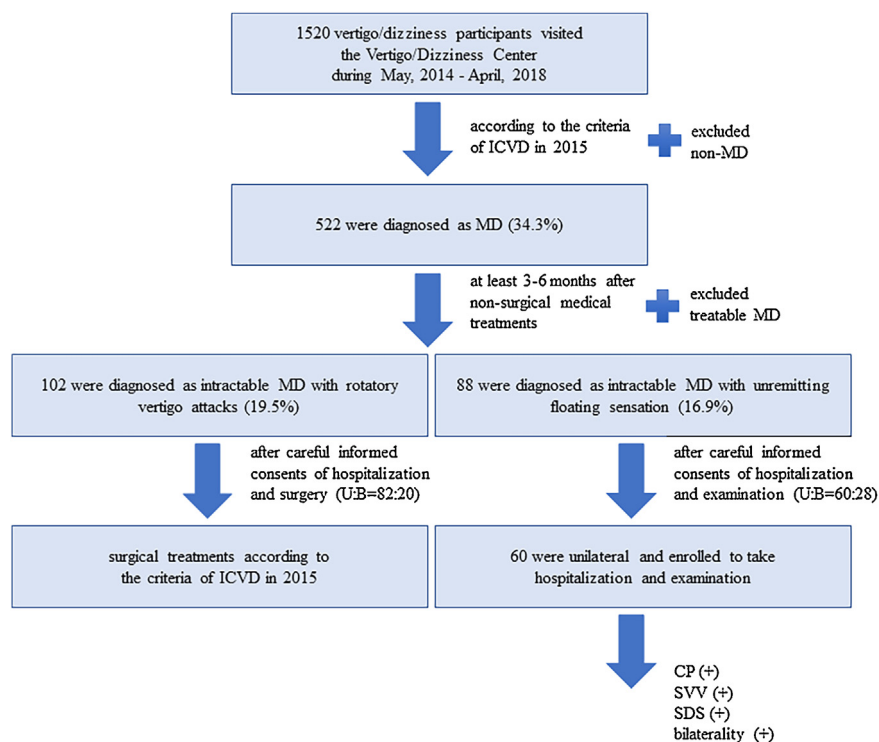 1520 vertigo/dizziness participants visited
the Vertigo/Dizziness Center
during May, 2014 - April, 2018
according to the criteria
of ICVD in 2015
excluded
non-MD
522 were diagnosed as MD (34.3%)
at least 3-6 months after
non-surgical medical
treatments
excluded
treatable MD
102 were diagnosed as intractable MD with rotatory
vertigo attacks (19.5%)
88 were diagnosed as intractable MD with unremitting
floating sensation (16.9%)
after careful informed
consents of hospitalization
and surgery (U:B=82:20)
after careful informed
consents of hospitalization
and examination (U:B=60:28)
surgical treatments according to
the criteria of ICVD in 2015
60 were unilateral and enrolled to take
hospitalization and examination
CP (+)
SVV (+)
SDS (+)
bilaterality (+)